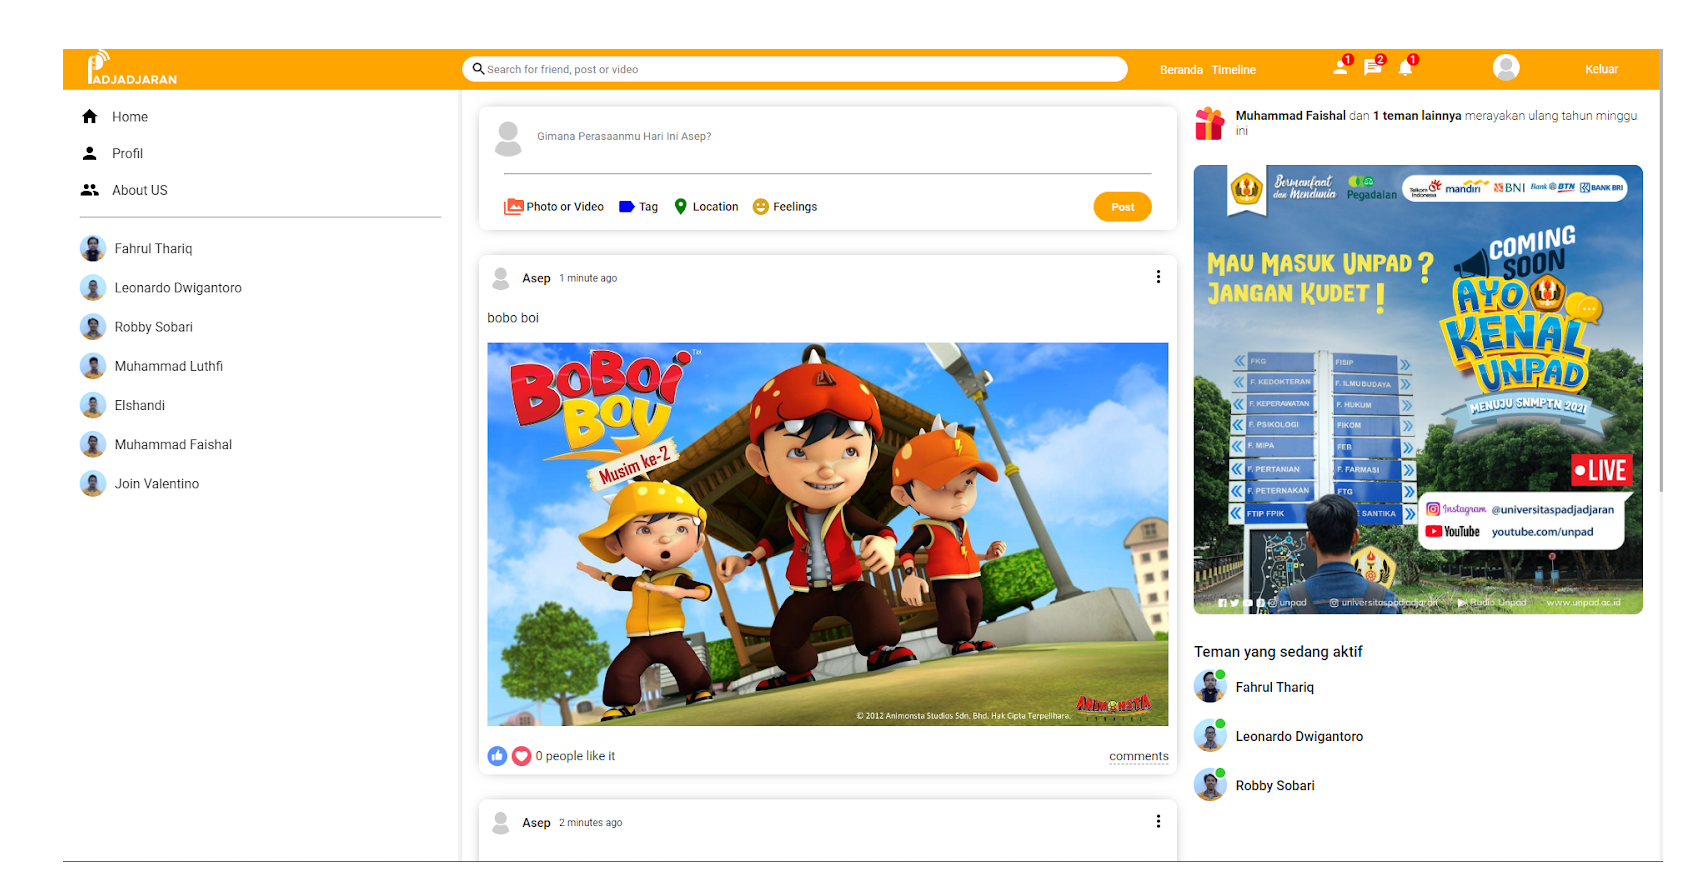 PADJADJARAN
Search for friend, post or video
Beranda Timeline
1
2
1
Keluar
Home
Profil
About US
Fahrul Thariq
Leonardo Dwigantoro
Robby Sobari
Muhammad Luthfi
Elshandi
Muhammad Faishal
Join Valentino
Gimana Perasaanmu Hari Ini Asep?
Photo or Video
Tag
Location
Feelings
Post
Asep 1 minute ago
bobo boi
BOBOi
BOY
TM
Musim ke-2
© 2012 Animonsta Studios Sdn. Bhd. Hak Cipta Terpelihara.
ANIMONSTA
0 people like it
comments
Asep 2 minutes ago
Muhammad Faishal dan 1 teman lainnya merayakan ulang tahun minggu
ini
Bermanfaat
dan Mendunia
Pegadaian
Telkom
Indonesia
mandiri
BNI
Bank BTN
BANK BRI
MAU MASUK UNPAD ?
JANGAN KUDET !
COMING
SOON
AYO
KENAL
UNPAD
MENUJU SNMPTN 2021
FKG
F. KEDOKTERAN
F. KEPERAWATAN
F. PSIKOLOGI
F. MIPA
F. PERTANIAN
F. PETERNAKAN
FTIP FPIK
FISIP
F. ILMU BUDAYA
F. HUKUM
FIKOM
FEB
F. FARMASI
FTG
SANTIKA
LIVE
Instagram @universitaspadjadjaran
YouTube youtube.com/unpad
unpad
universitaspadjadjaran
Radio Unpad
www.unpad.ac.id
Teman yang sedang aktif
Fahrul Thariq
Leonardo Dwigantoro
Robby Sobari